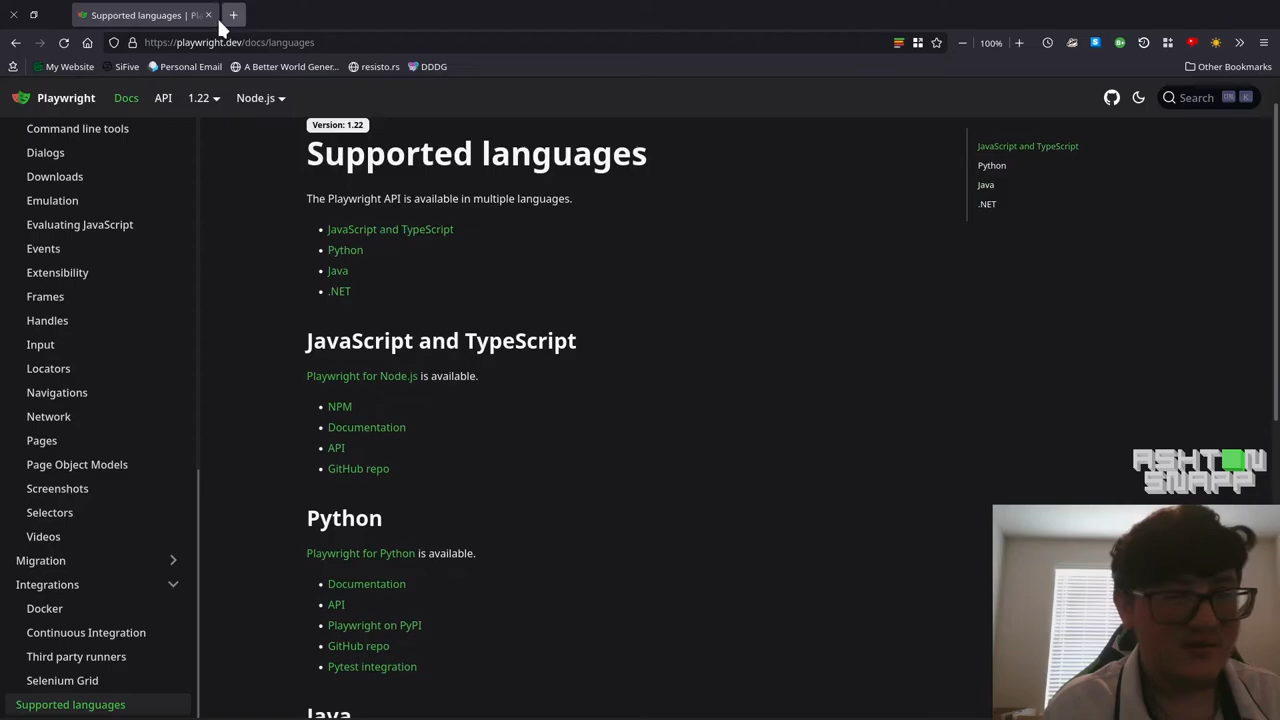 Supported languages | Pla
https://playwright.dev/docs/languages
100%
My Website
SiFive
Personal Email
A Better World Gener...
resisto.rs
DDDG
Other Bookmarks
Playwright
Docs
API
1.22
Node.js
Search
K
Command line tools
Dialogs
Downloads
Emulation
Evaluating JavaScript
Events
Extensibility
Frames
Handles
Input
Locators
Navigations
Network
Pages
Page Object Models
Screenshots
Selectors
Videos
Migration
Integrations
Docker
Continuous Integration
Third party runners
Selenium Grid
Supported languages
Version: 1.22
Supported languages
The Playwright API is available in multiple languages.
JavaScript and TypeScript
Python
Java
.NET
JavaScript and TypeScript
Playwright for Node.js is available.
NPM
Documentation
API
GitHub repo
Python
Playwright for Python is available.
Documentation
API
Playwright on PyPI
GitHub repo
Pytest integration
Java
JavaScript and TypeScript
Python
Java
.NET
ASHTON
SNAPP